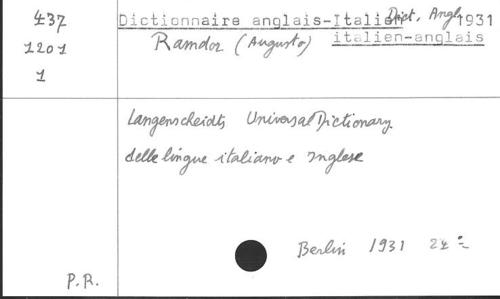 437
1201
1
Dictionnaire anglais-Italien Dict. Angl. 1931
Ramdor (Augusto) italien-anglais
Langenscheidts Universal Dictionary
delle lingue italiano e Inglese
Berlin 1931
P.R.